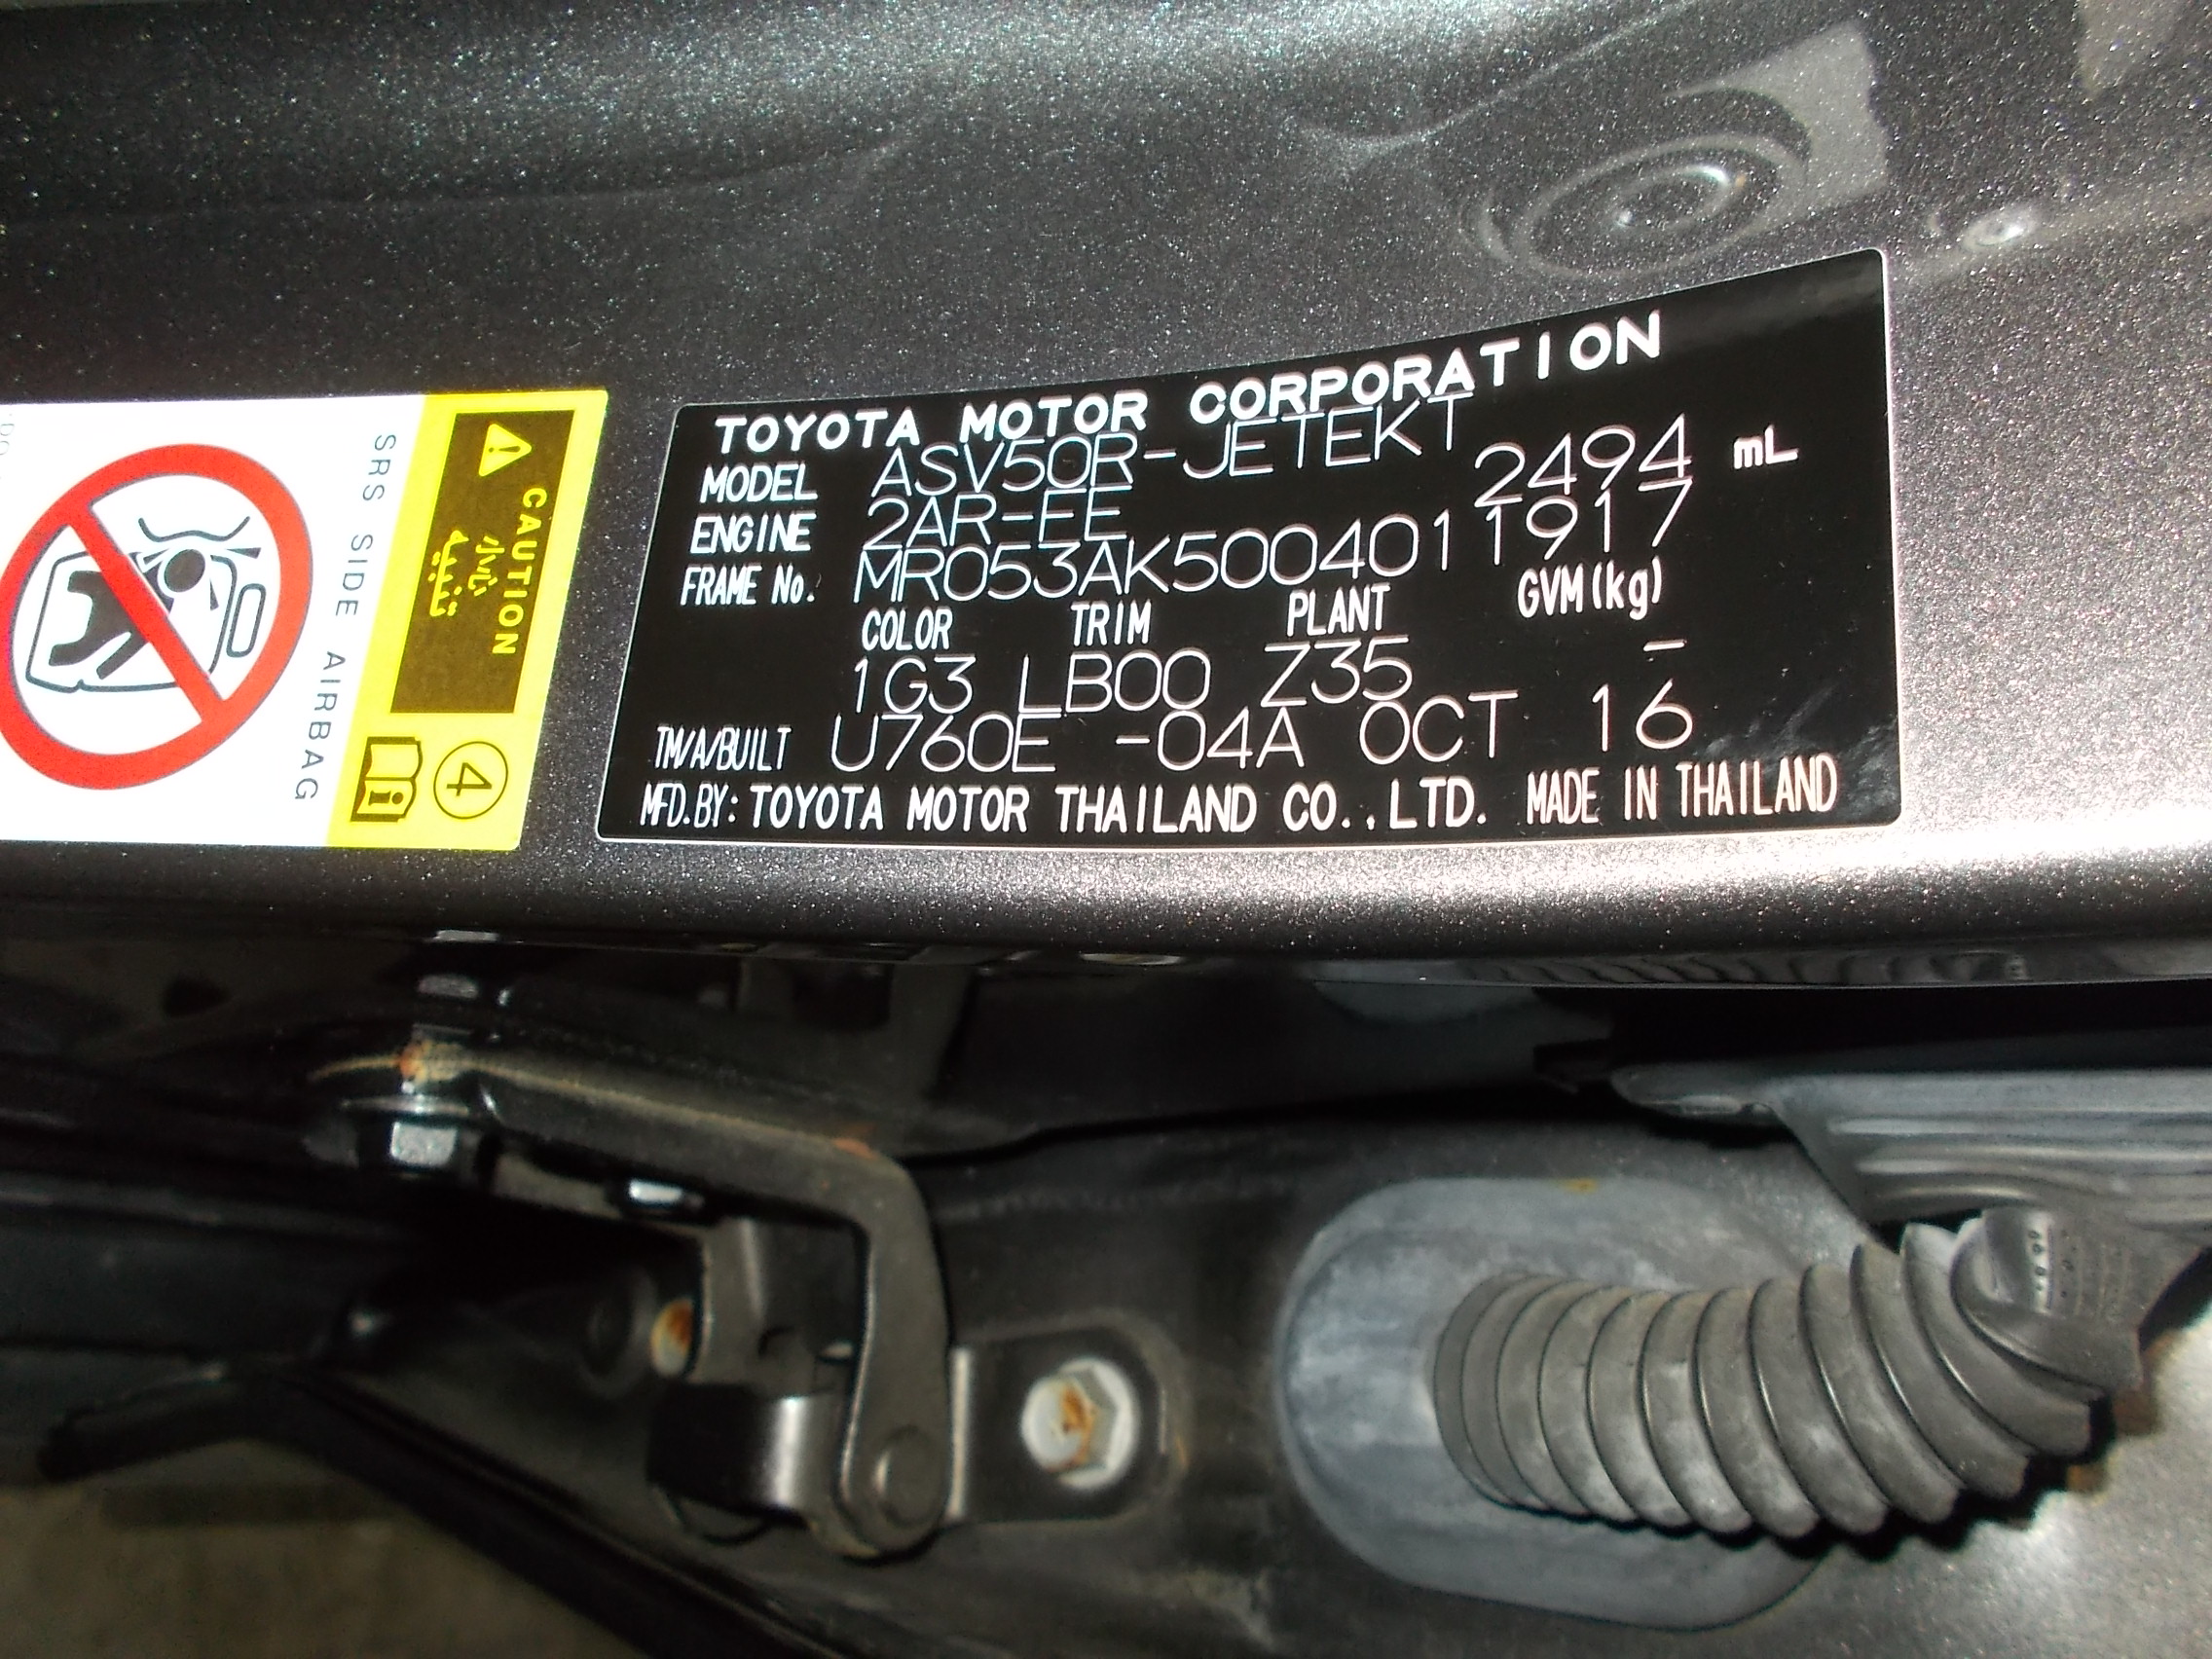 TOYOTA MOTOR CORPORATION
MODEL ASV50R-JETEKT
ENGINE 2AR-FE 2494 mL
FRAME No. MR053AK5004011917
COLOR TRIM PLANT GVM(kg)
1G3 LB00 Z35 –
TM/A/BUILT U760E -04A OCT 16
MFD.BY: TOYOTA MOTOR THAILAND CO.,LTD. MADE IN THAILAND
CAUTION
تنبيه
4
i
SRS SIDE AIRBAG